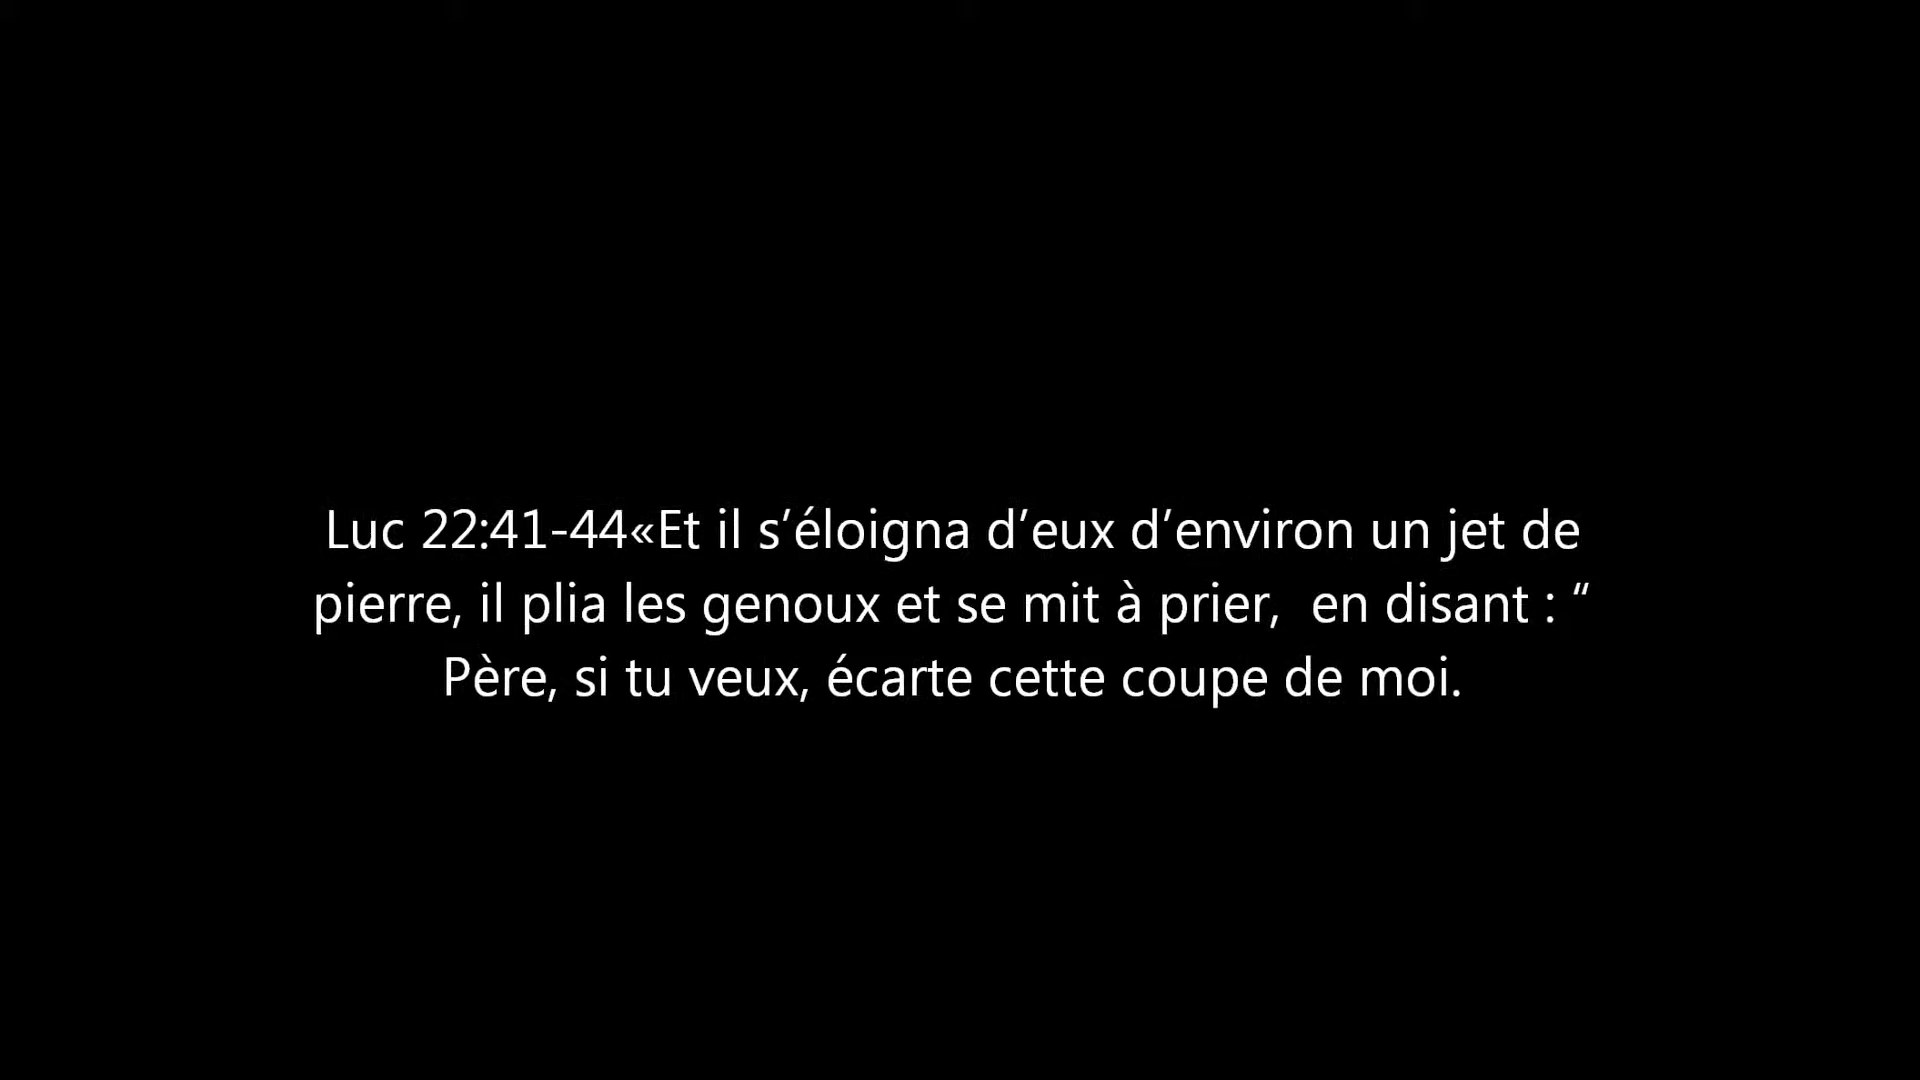 Luc 22:41-44«Et il s’éloigna d’eux d’environ un jet de
pierre, il plia les genoux et se mit à prier,  en disant : “
Père, si tu veux, écarte cette coupe de moi.